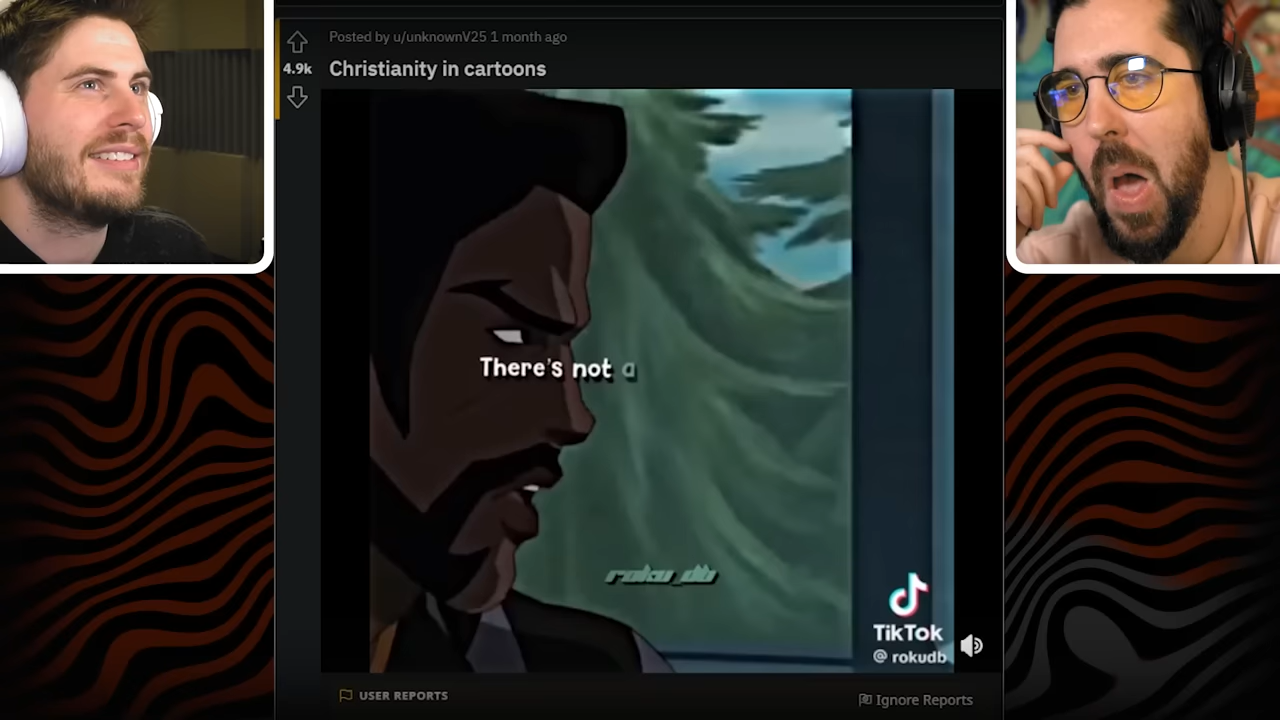 Posted by u/unknownV25 1 month ago
4.9k
Christianity in cartoons
There's not a
roku_db
TikTok
@ rokudb
USER REPORTS
Ignore Reports